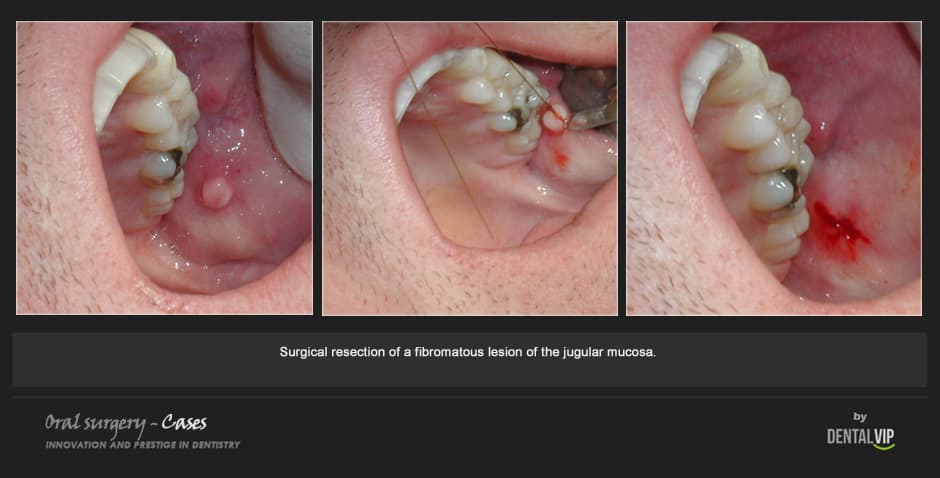 Surgical resection of a fibromatous lesion of the jugular mucosa.
Oral surgery - Cases
INNOVATION AND PRESTIGE IN DENTISTRY
by
DENTALVIP